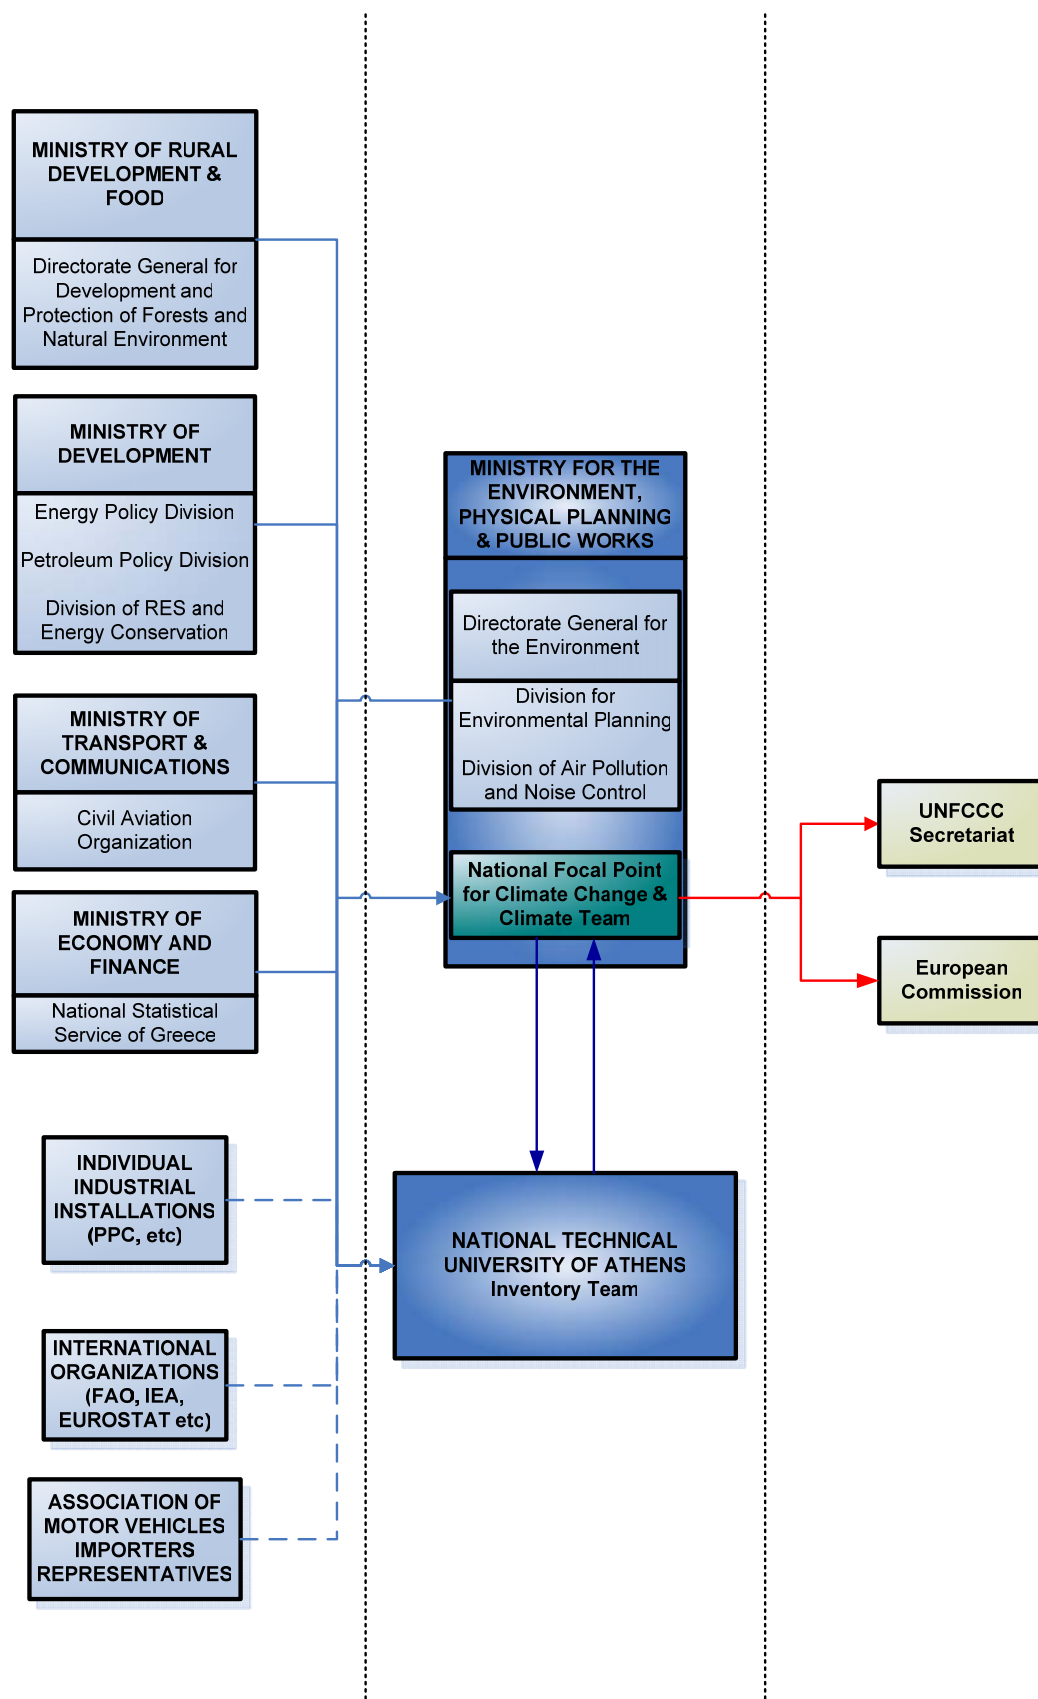 MINISTRY OF RURAL
DEVELOPMENT &
FOOD
Directorate General for
Development and
Protection of Forests and
Natural Environment
MINISTRY OF
DEVELOPMENT
Energy Policy Division
Petroleum Policy Division
Division of RES and
Energy Conservation
MINISTRY OF
TRANSPORT &
COMMUNICATIONS
Civil Aviation
Organization
MINISTRY OF
ECONOMY AND
FINANCE
National Statistical
Service of Greece
INDIVIDUAL
INDUSTRIAL
INSTALLATIONS
(PPC, etc)
INTERNATIONAL
ORGANIZATIONS
(FAO, IEA,
EUROSTAT etc)
ASSOCIATION OF
MOTOR VEHICLES
IMPORTERS
REPRESENTATIVES
MINISTRY FOR THE
ENVIRONMENT,
PHYSICAL PLANNING
& PUBLIC WORKS
Directorate General for
the Environment
Division for
Environmental Planning
Division of Air Pollution
and Noise Control
National Focal Point
for Climate Change &
Climate Team
NATIONAL TECHNICAL
UNIVERSITY OF ATHENS
Inventory Team
UNFCCC
Secretariat
European
Commission